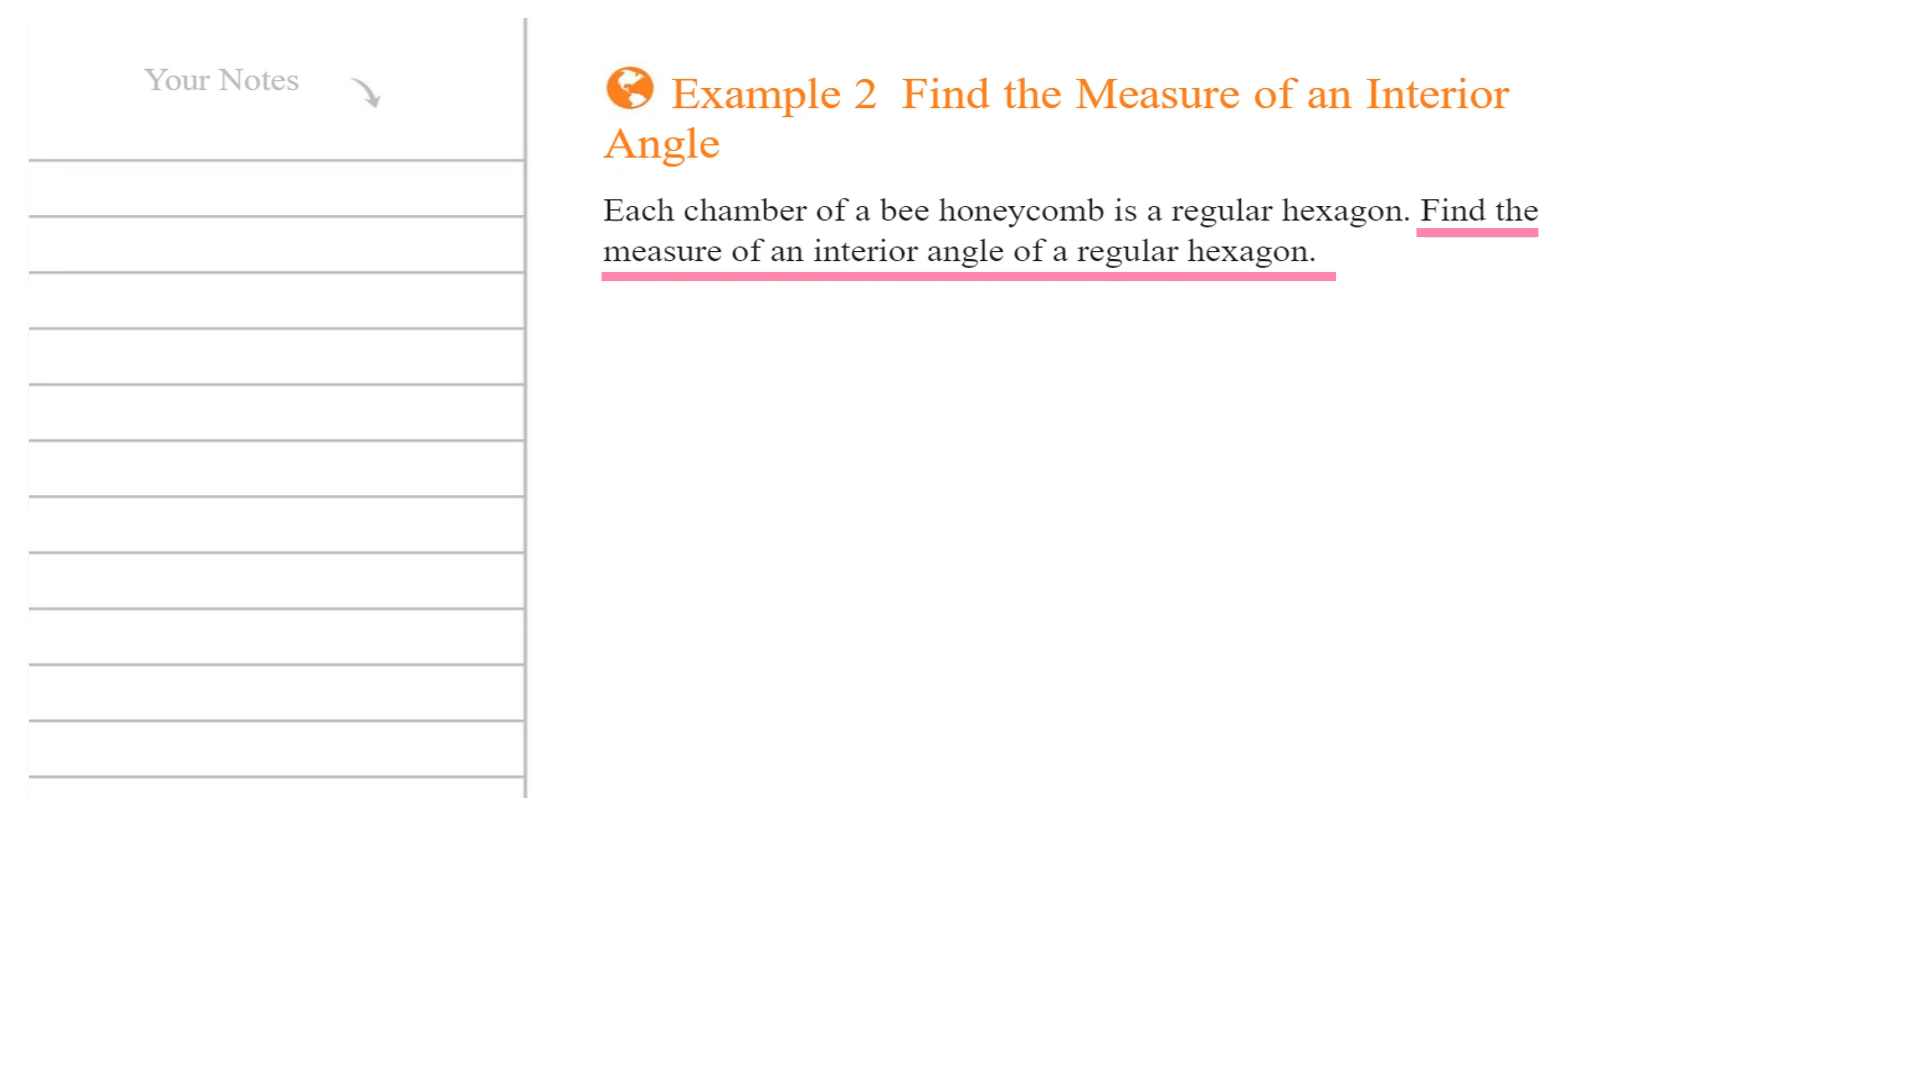 Your Notes
Example 2 Find the Measure of an Interior
Angle
Each chamber of a bee honeycomb is a regular hexagon. Find the
measure of an interior angle of a regular hexagon.